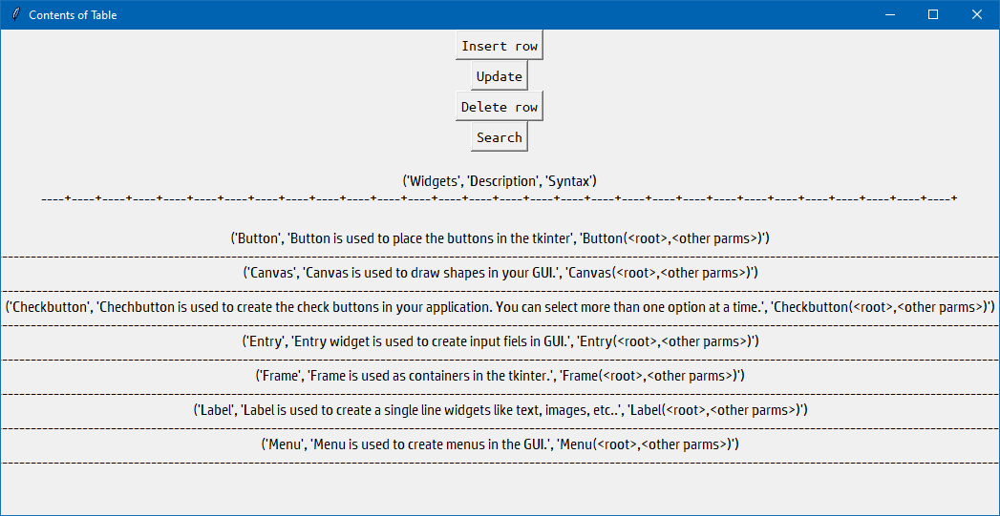 Contents of Table
Insert row
Update
Delete row
Search
('Widgets', 'Description', 'Syntax')
----+----+----+----+----+----+----+----+----+----+----+----+----+----+----+----+----+----+----+----+----+----+----+----+----+----+----+----+----+----+
('Button', 'Button is used to place the buttons in the tkinter', 'Button(<root>,<other parms>)')
('Canvas', 'Canvas is used to draw shapes in your GUI.', 'Canvas(<root>,<other parms>)')
('Checkbutton', 'Chechbutton is used to create the check buttons in your application. You can select more than one option at a time.', 'Checkbutton(<root>,<other parms>)')
('Entry', 'Entry widget is used to create input fiels in GUI.', 'Entry(<root>,<other parms>)')
('Frame', 'Frame is used as containers in the tkinter.', 'Frame(<root>,<other parms>)')
('Label', 'Label is used to create a single line widgets like text, images, etc..', 'Label(<root>,<other parms>)')
('Menu', 'Menu is used to create menus in the GUI.', 'Menu(<root>,<other parms>)')